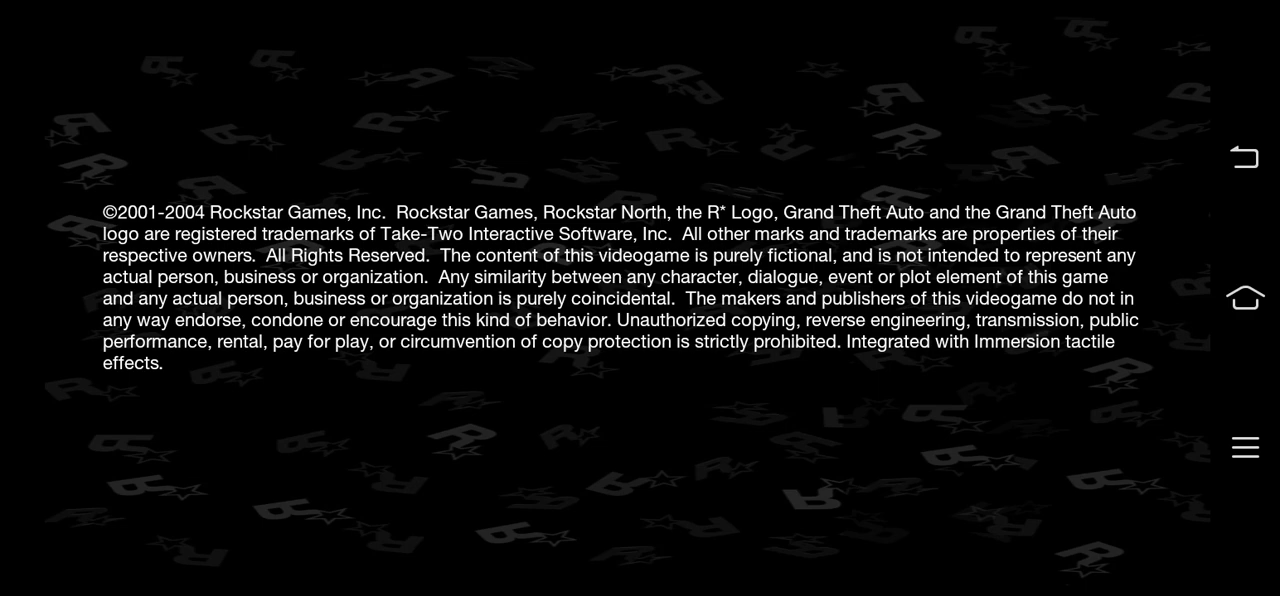 ©2001-2004 Rockstar Games, Inc.  Rockstar Games, Rockstar North, the R* Logo, Grand Theft Auto and the Grand Theft Auto
logo are registered trademarks of Take-Two Interactive Software, Inc.  All other marks and trademarks are properties of their
respective owners.  All Rights Reserved.  The content of this videogame is purely fictional, and is not intended to represent any
actual person, business or organization.  Any similarity between any character, dialogue, event or plot element of this game
and any actual person, business or organization is purely coincidental.  The makers and publishers of this videogame do not in
any way endorse, condone or encourage this kind of behavior. Unauthorized copying, reverse engineering, transmission, public
performance, rental, pay for play, or circumvention of copy protection is strictly prohibited. Integrated with Immersion tactile
effects.